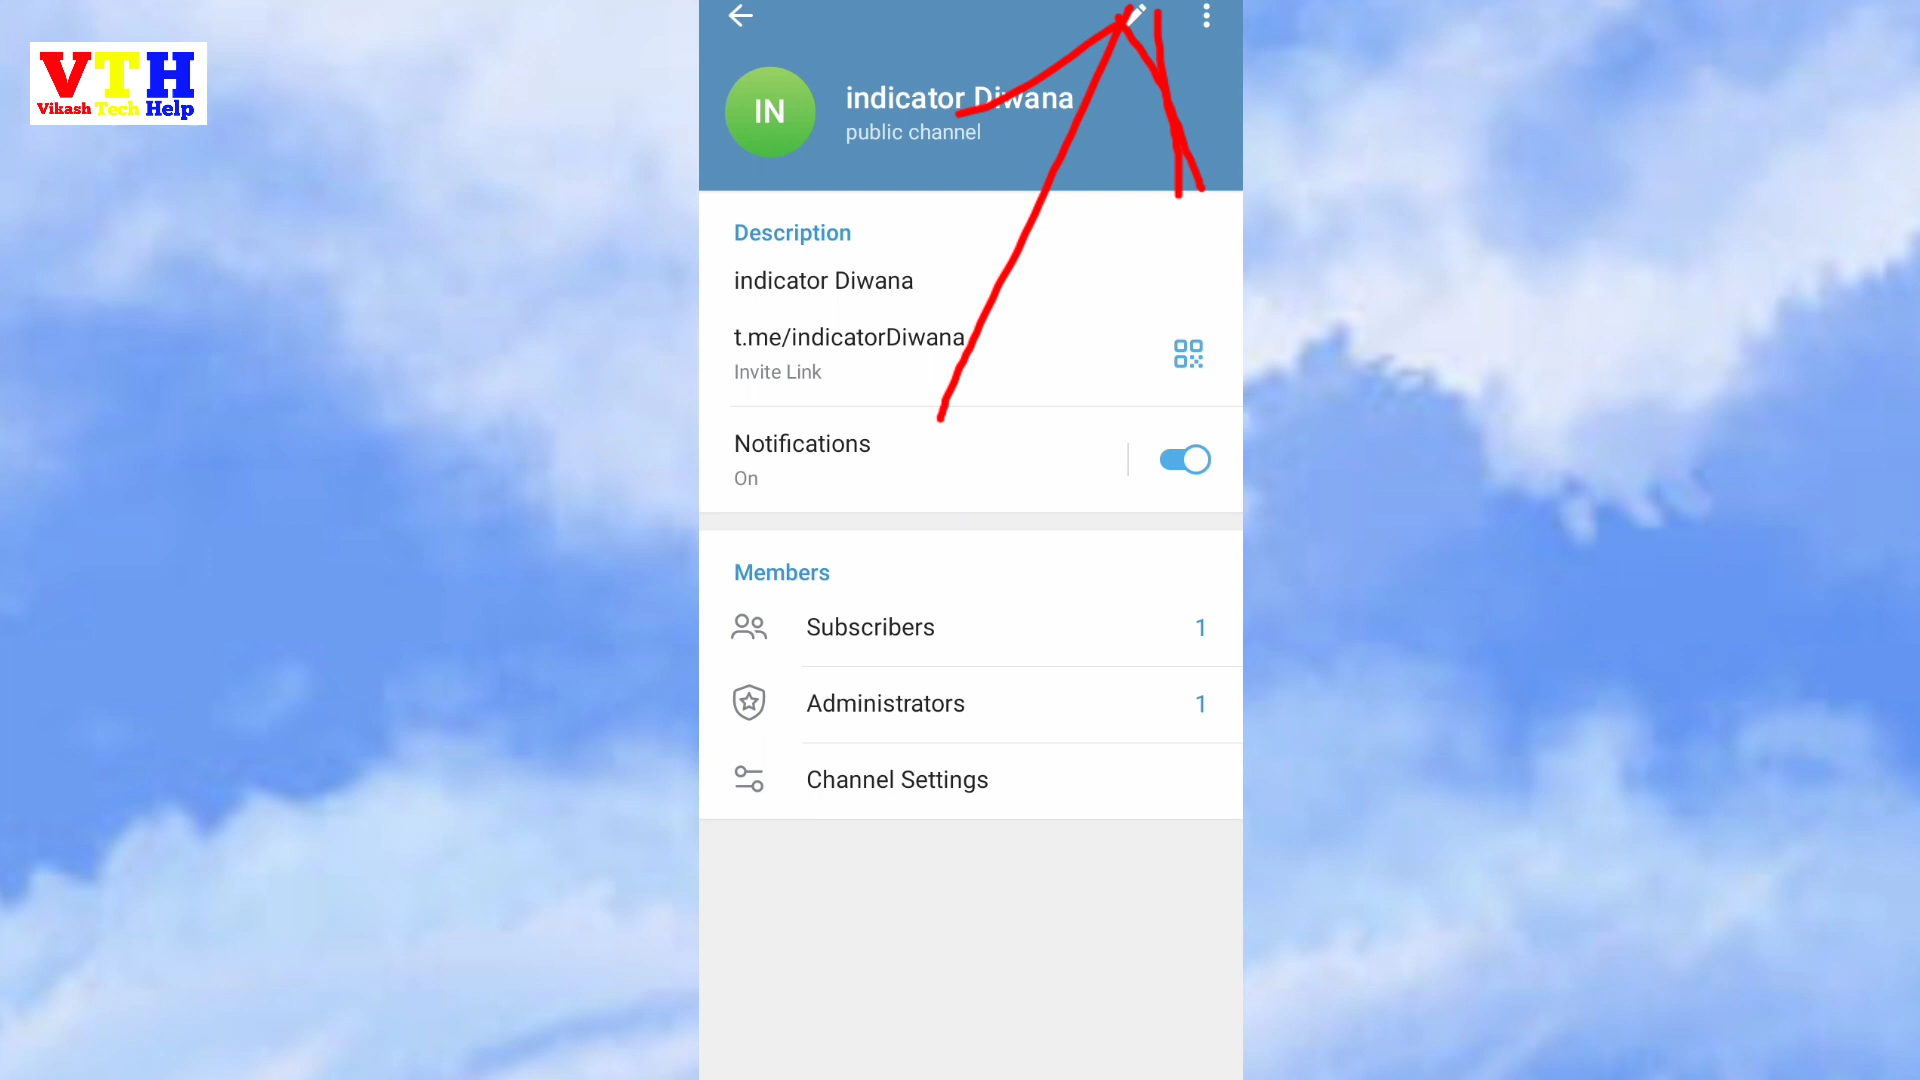 VTH
Vikash Tech Help
IN
indicator Diwana
public channel
Description
indicator Diwana
t.me/indicatorDiwana
Invite Link
Notifications
On
Members
Subscribers 1
Administrators 1
Channel Settings